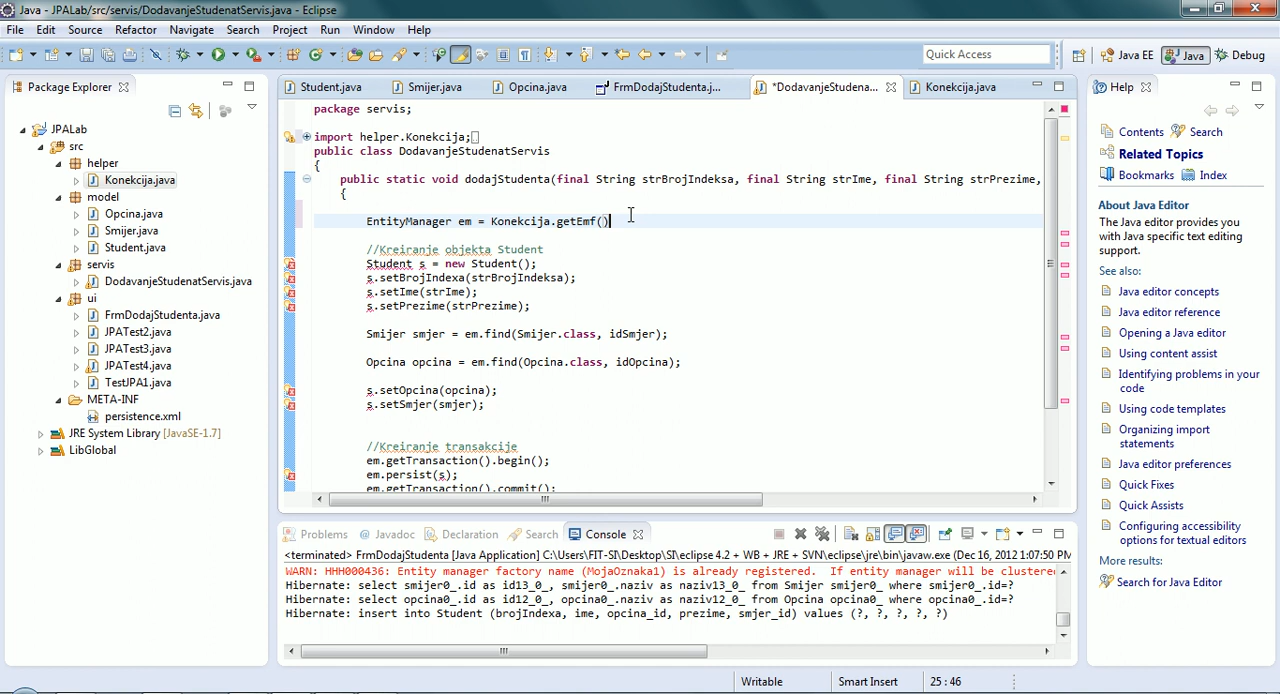 Java - JPALab/src/servis/DodavanjeStudenatServis.java - Eclipse
File Edit Source Refactor Navigate Search Project Run Window Help
Quick Access Java EE Java Debug
Package Explorer
JPALab
src
helper
Konekcija.java
model
Opcina.java
Smijer.java
Student.java
servis
DodavanjeStudenatServis.java
ui
FrmDodajStudenta.java
JPATest2.java
JPATest3.java
JPATest4.java
TestJPA1.java
META-INF
persistence.xml
JRE System Library [JavaSE-1.7]
LibGlobal
Student.java Smijer.java Opcina.java FrmDodajStudenta.j... *DodavanjeStudena... Konekcija.java
package servis;
import helper.Konekcija;
public class DodavanjeStudenatServis
{
public static void dodajStudenta(final String strBrojIndeksa, final String strIme, final String strPrezime,
{
EntityManager em = Konekcija.getEmf()
//Kreiranje objekta Student
Student s = new Student();
s.setBrojIndexa(strBrojIndeksa);
s.setIme(strIme);
s.setPrezime(strPrezime);
Smijer smjer = em.find(Smijer.class, idSmjer);
Opcina opcina = em.find(Opcina.class, idOpcina);
s.setOpcina(opcina);
s.setSmjer(smjer);
//Kreiranje transakcije
em.getTransaction().begin();
em.persist(s);
em.getTransaction().commit();
Problems Javadoc Declaration Search Console
<terminated> FrmDodajStudenta [Java Application] C:\Users\FIT-SI\Desktop\SI\eclipse 4.2 + WB + JRE + SVN\eclipse\jre\bin\javaw.exe (Dec 16, 2012 1:07:50 PM
WARN: HHH000436: Entity manager factory name (MojaOznaka1) is already registered.  If entity manager will be clustere
Hibernate: select smijer0_.id as id13_0_, smijer0_.naziv as naziv13_0_ from Smijer smijer0_ where smijer0_.id=?
Hibernate: select opcina0_.id as id12_0_, opcina0_.naziv as naziv12_0_ from Opcina opcina0_ where opcina0_.id=?
Hibernate: insert into Student (brojIndexa, ime, opcina_id, prezime, smjer_id) values (?, ?, ?, ?, ?)
Help
Contents Search
Related Topics
Bookmarks Index
About Java Editor
The Java editor provides you
with Java specific text editing
support.
See also:
Java editor concepts
Java editor reference
Opening a Java editor
Using content assist
Identifying problems in your
code
Using code templates
Organizing import
statements
Java editor preferences
Quick Fixes
Quick Assists
Configuring accessibility
options for textual editors
More results:
Search for Java Editor
Writable Smart Insert 25 : 46